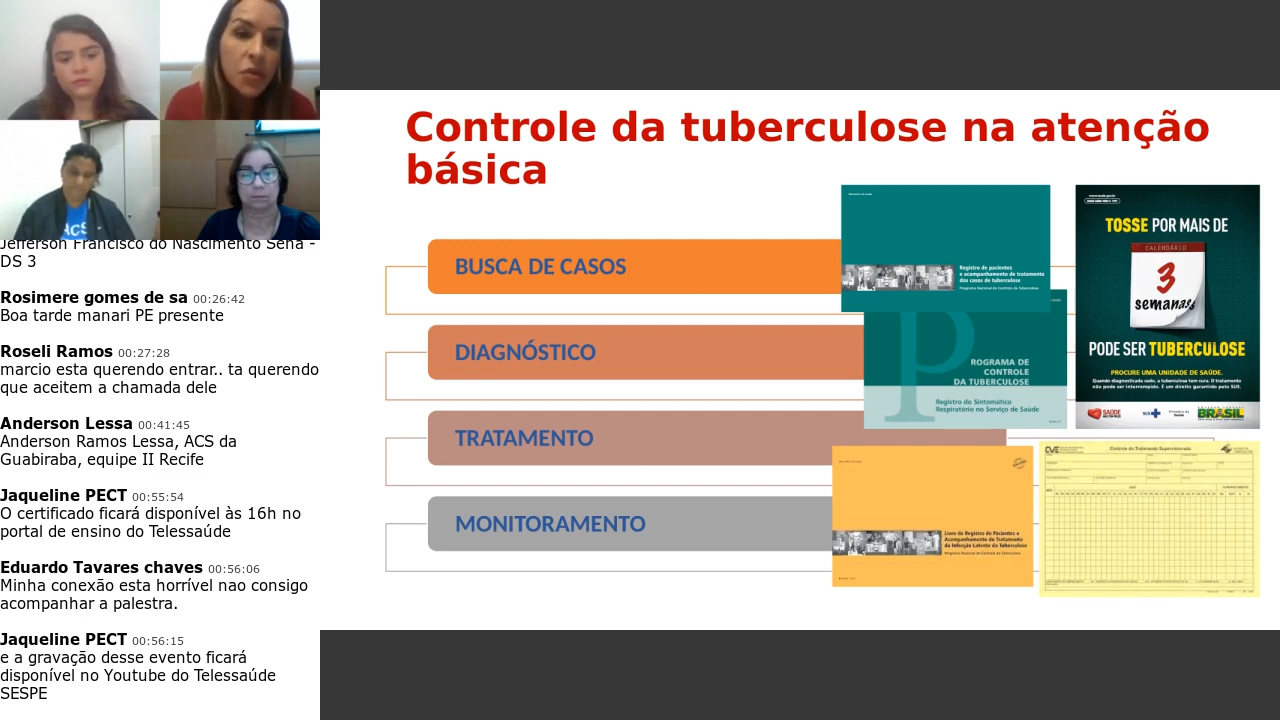 ACS
Jefferson Francisco do Nascimento Sena -
DS 3
Rosimere gomes de sa 00:26:42
Boa tarde manari PE presente
Roseli Ramos 00:27:28
marcio esta querendo entrar.. ta querendo
que aceitem a chamada dele
Anderson Lessa 00:41:45
Anderson Ramos Lessa, ACS da
Guabiraba, equipe II Recife
Jaqueline PECT 00:55:54
O certificado ficará disponível às 16h no
portal de ensino do Telessaúde
Eduardo Tavares chaves 00:56:06
Minha conexão esta horrível nao consigo
acompanhar a palestra.
Jaqueline PECT 00:56:15
e a gravação desse evento ficará
disponível no Youtube do Telessaúde
SESPE
Controle da tuberculose na atenção
básica
BUSCA DE CASOS
DIAGNÓSTICO
TRATAMENTO
MONITORAMENTO
Registro de pacientes
e acompanhamento de tratamento
dos casos de tuberculose
Programa Nacional de Controle da Tuberculose
P
ROGRAMA DE
CONTROLE
DA TUBERCULOSE
Registro do Sintomático
Respiratório no Serviço de Saúde
TOSSE POR MAIS DE
CALENDÁRIO
3
semanas,
PODE SER TUBERCULOSE
PROCURE UMA UNIDADE DE SAÚDE.
Quando diagnosticada cedo, a tuberculose tem cura. O tratamento
não pode ser interrompido. É um direito garantido pelo SUS.
SAÚDE
SUS
Ministério da
Saúde
BRASIL
Livro de Registro de Pacientes e
Acompanhamento de Tratamento
da Infecção Latente da Tuberculose
Programa Nacional de Controle da Tuberculose
CVE
Controle do Tratamento Supervisionado